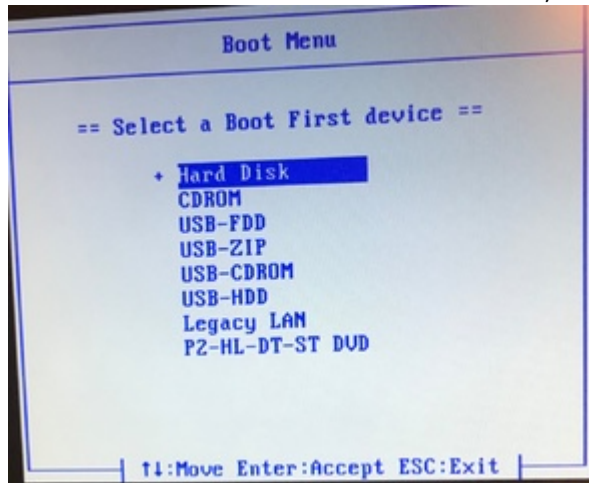 Boot Menu
== Select a Boot First device ==
+ Hard Disk
CDROM
USB-FDD
USB-ZIP
USB-CDROM
USB-HDD
Legacy LAN
P2-HL-DT-ST DVD
↑↓:Move Enter:Accept ESC:Exit